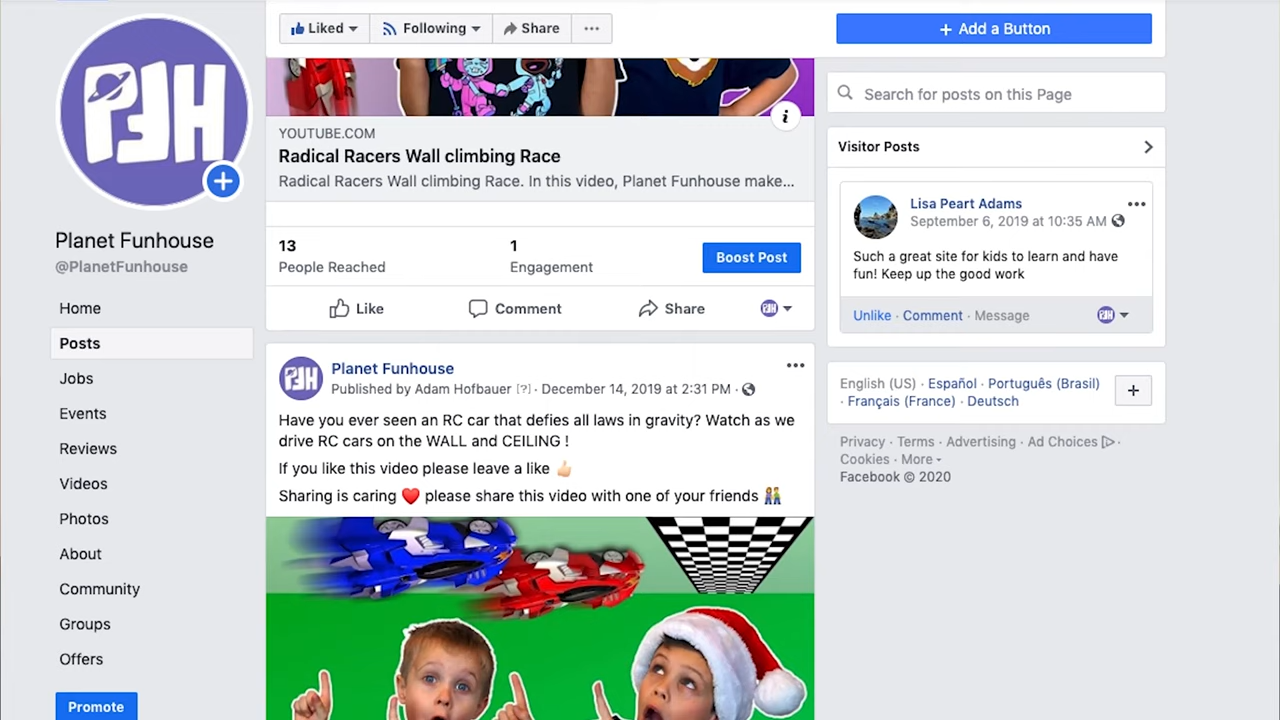 PFH
Planet Funhouse
@PlanetFunhouse
Home
Posts
Jobs
Events
Reviews
Videos
Photos
About
Community
Groups
Offers
Promote
Liked
Following
Share
Add a Button
YOUTUBE.COM
Radical Racers Wall climbing Race
Radical Racers Wall climbing Race. In this video, Planet Funhouse make...
13
People Reached
1
Engagement
Boost Post
Like
Comment
Share
PFH
PFH
Planet Funhouse
Published by Adam Hofbauer [?] · December 14, 2019 at 2:31 PM ·
Have you ever seen an RC car that defies all laws in gravity? Watch as we
drive RC cars on the WALL and CEILING !
If you like this video please leave a like 👍🏻
Sharing is caring ❤️ please share this video with one of your friends 👫
Search for posts on this Page
Visitor Posts
Lisa Peart Adams
September 6, 2019 at 10:35 AM
Such a great site for kids to learn and have
fun! Keep up the good work
Unlike · Comment · Message
PFH
English (US) · Español · Português (Brasil)
· Français (France) · Deutsch
Privacy · Terms · Advertising · Ad Choices ·
Cookies · More
Facebook © 2020